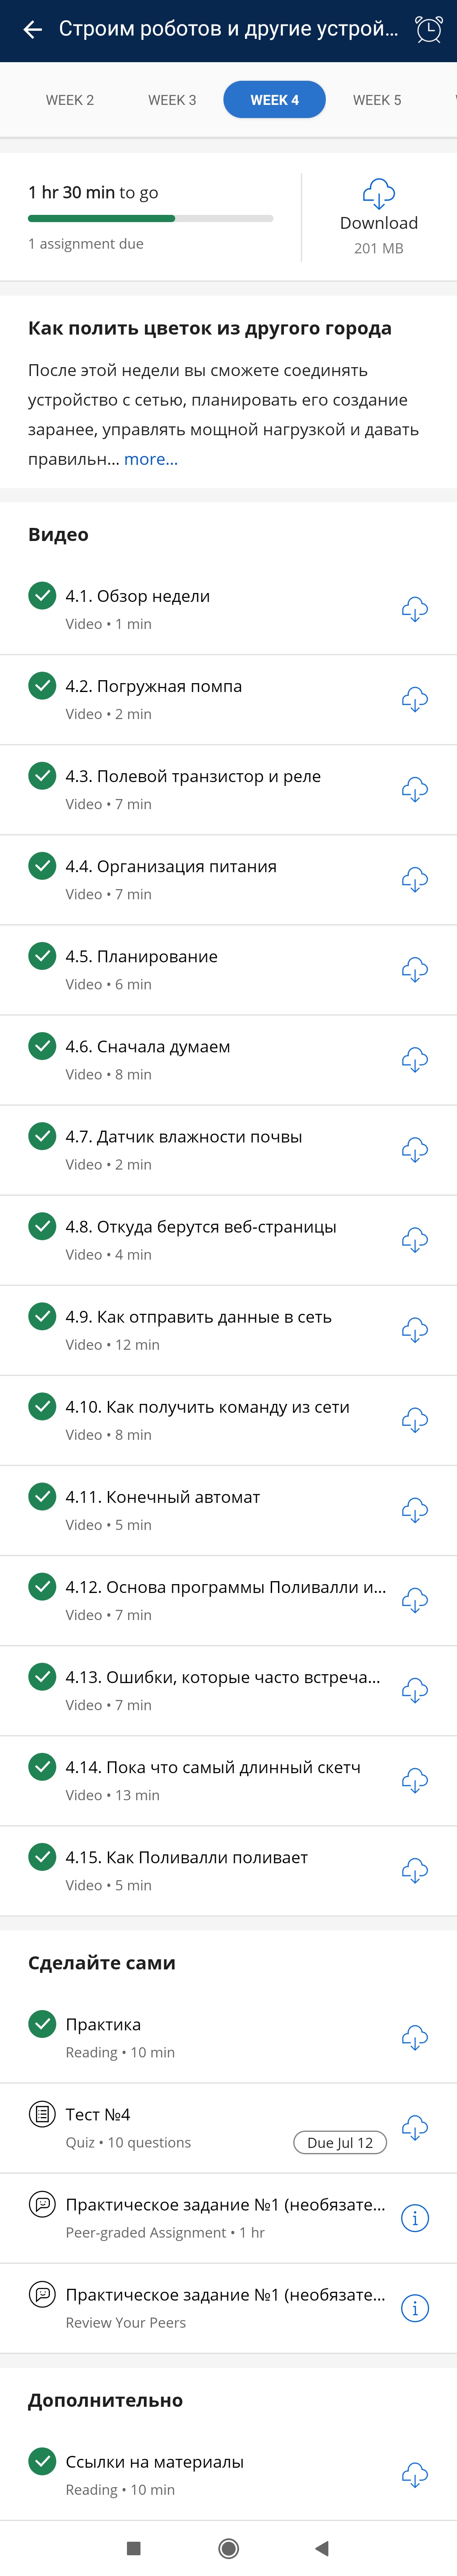 Строим роботов и другие устрой...
WEEK 2 WEEK 3 WEEK 4 WEEK 5
1 hr 30 min to go
1 assignment due
Download
201 MB
Как полить цветок из другого города
После этой недели вы сможете соединять
устройство с сетью, планировать его создание
заранее, управлять мощной нагрузкой и давать
правильн... more...
Видео
4.1. Обзор недели
Video • 1 min
4.2. Погружная помпа
Video • 2 min
4.3. Полевой транзистор и реле
Video • 7 min
4.4. Организация питания
Video • 7 min
4.5. Планирование
Video • 6 min
4.6. Сначала думаем
Video • 8 min
4.7. Датчик влажности почвы
Video • 2 min
4.8. Откуда берутся веб-страницы
Video • 4 min
4.9. Как отправить данные в сеть
Video • 12 min
4.10. Как получить команду из сети
Video • 8 min
4.11. Конечный автомат
Video • 5 min
4.12. Основа программы Поливалли и...
Video • 7 min
4.13. Ошибки, которые часто встреча...
Video • 7 min
4.14. Пока что самый длинный скетч
Video • 13 min
4.15. Как Поливалли поливает
Video • 5 min
Сделайте сами
Практика
Reading • 10 min
Тест №4
Quiz • 10 questions Due Jul 12
Практическое задание №1 (необязате...
Peer-graded Assignment • 1 hr
Практическое задание №1 (необязате...
Review Your Peers
Дополнительно
Ссылки на материалы
Reading • 10 min